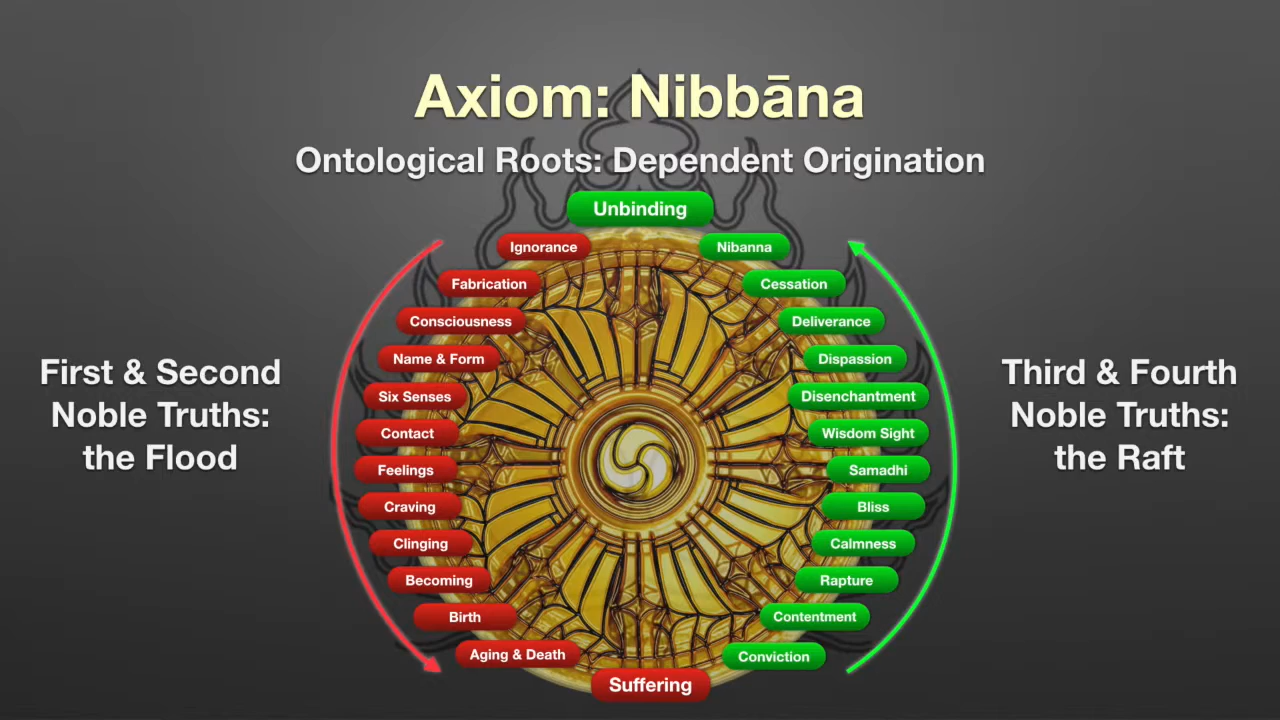 Axiom: Nibbāna
Ontological Roots: Dependent Origination
Unbinding
Ignorance
Fabrication
Consciousness
Name & Form
Six Senses
Contact
Feelings
Craving
Clinging
Becoming
Birth
Aging & Death
Suffering
Nibanna
Cessation
Deliverance
Dispassion
Disenchantment
Wisdom Sight
Samadhi
Bliss
Calmness
Rapture
Contentment
Conviction
First & Second
Noble Truths:
the Flood
Third & Fourth
Noble Truths:
the Raft